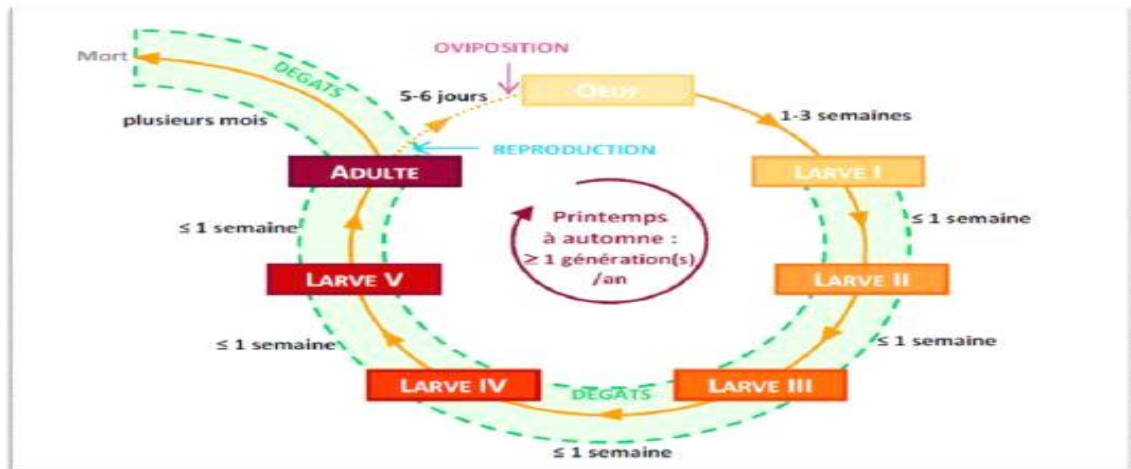 OVIPOSITION
Mort
DEGATS
5-6 jours
OEUF
1-3 semaines
plusieurs mois
REPRODUCTION
ADULTE
LARVE I
≤ 1 semaine
Printemps
à automne :
≥ 1 génération(s)
/an
≤ 1 semaine
LARVE V
LARVE II
≤ 1 semaine
≤ 1 semaine
LARVE IV
DEGATS
LARVE III
≤ 1 semaine